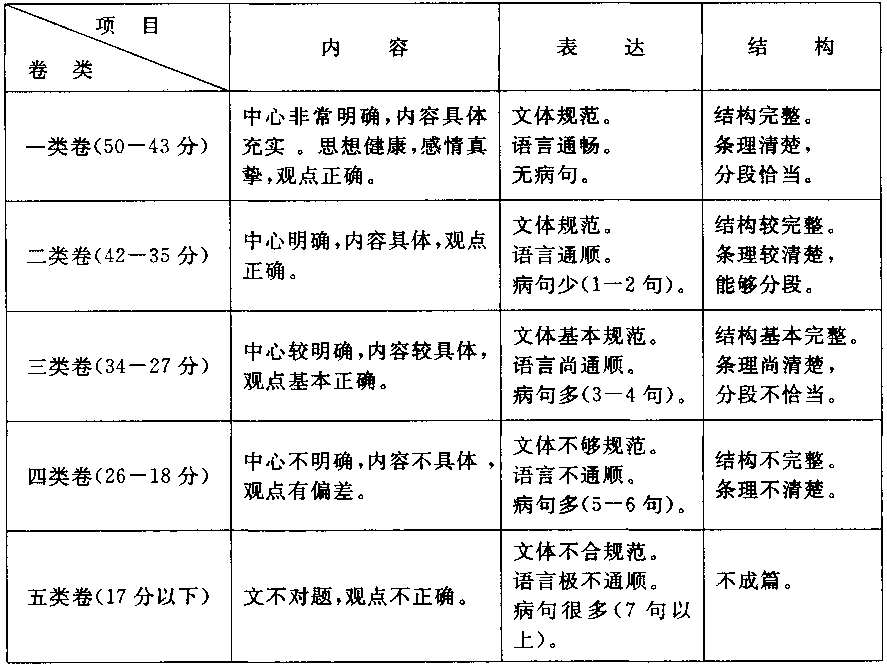 项 目
卷 类
内 容
表 达
结 构
一类卷(50—43 分)
中心非常明确,内容具体
充实 。思想健康,感情真
挚,观点正确。
文体规范。
语言通畅。
无病句。
结构完整。
条理清楚,
分段恰当。
二类卷(42—35 分)
中心明确,内容具体,观点
正确。
文体规范。
语言通顺。
病句少(1—2 句)。
结构较完整。
条理较清楚,
能够分段。
三类卷(34—27 分)
中心较明确,内容较具体,
观点基本正确。
文体基本规范。
语言尚通顺。
病句多(3—4 句)。
结构基本完整。
条理尚清楚,
分段不恰当。
四类卷(26—18 分)
中心不明确,内容不具体 ,
观点有偏差。
文体不够规范。
语言不通顺。
病句多(5—6 句)。
结构不完整。
条理不清楚。
五类卷(17 分以下)
文不对题,观点不正确。
文体不合规范。
语言极不通顺。
病句很多(7 句以
上)。
不成篇。